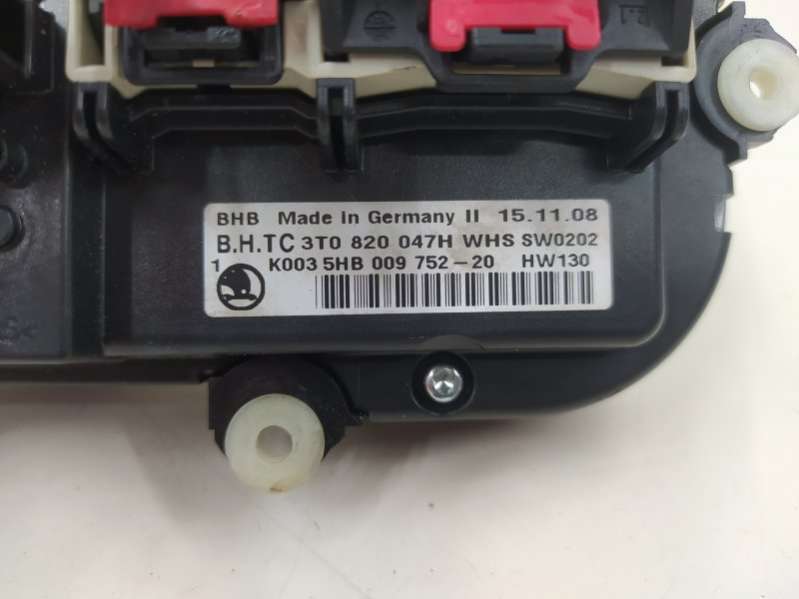 BHB Made in Germany II 15.11.08
B.H.TC 3T0 820 047H WHS SW0202
1 K003 5HB 009 752-20 HW130